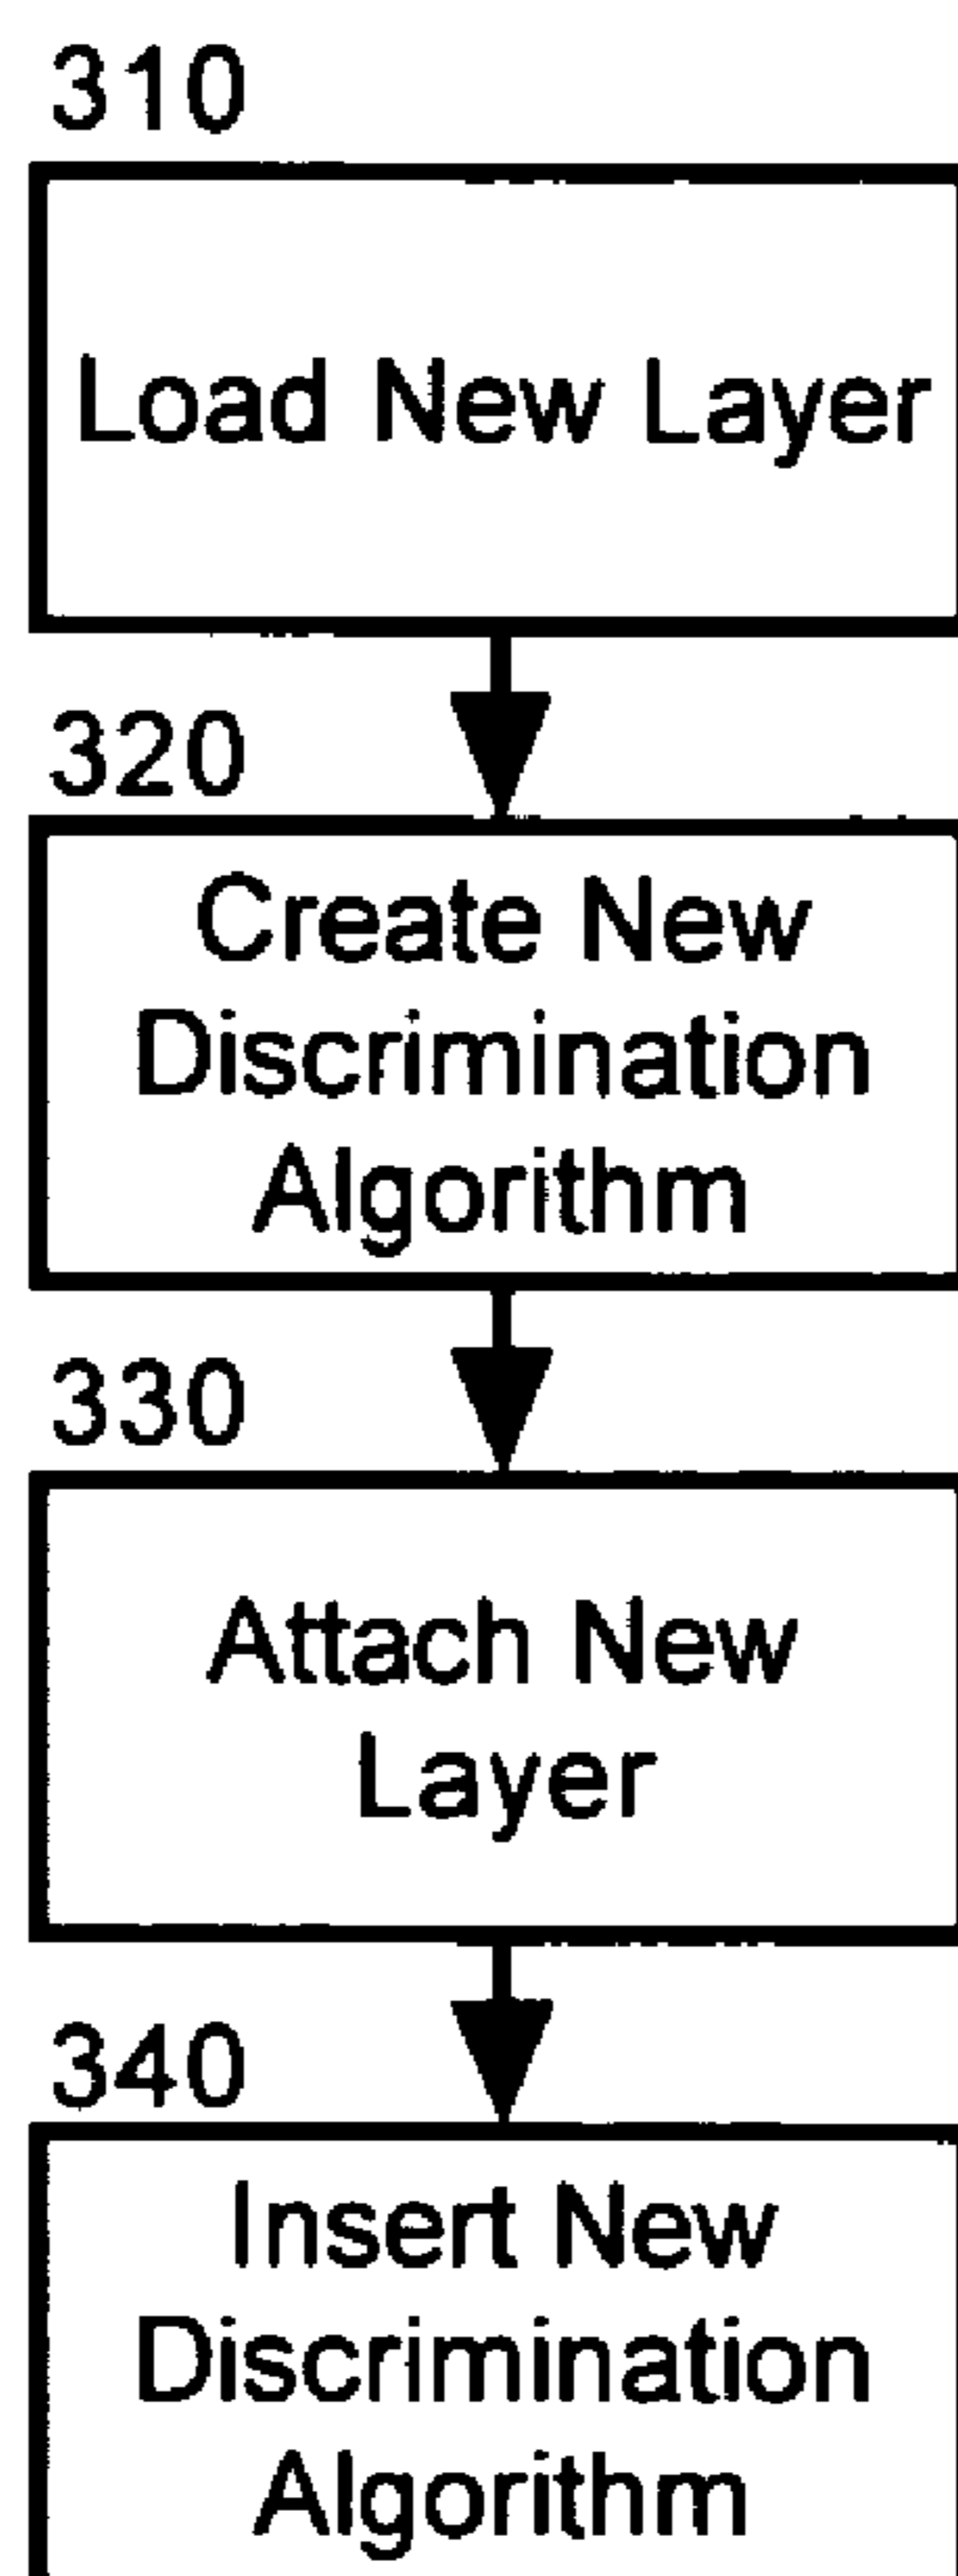 310
Load New Layer
320
Create New
Discrimination
Algorithm
330
Attach New
Layer
340
Insert New
Discrimination
Algorithm